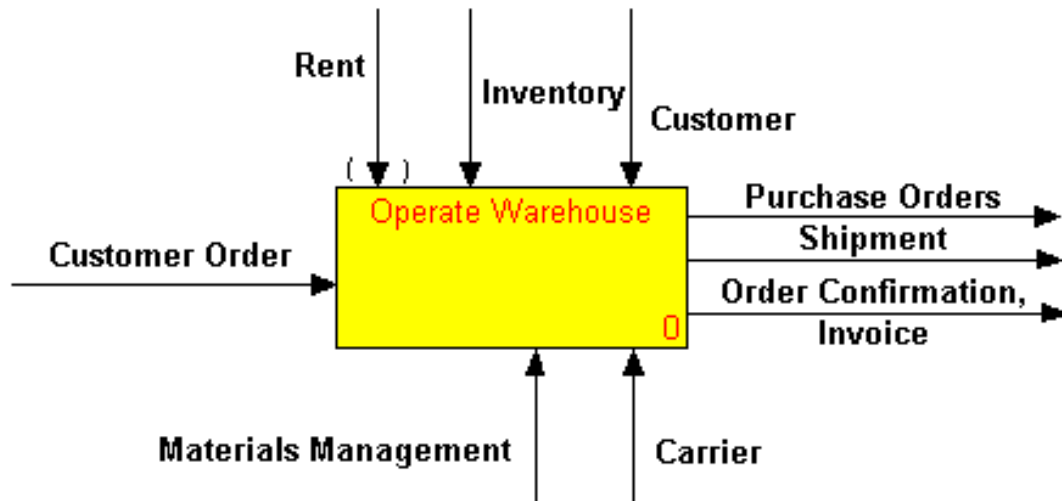 Rent
Inventory
Customer
( )
Operate Warehouse
Purchase Orders
Customer Order
Shipment
Order Confirmation,
Invoice
0
Materials Management
Carrier